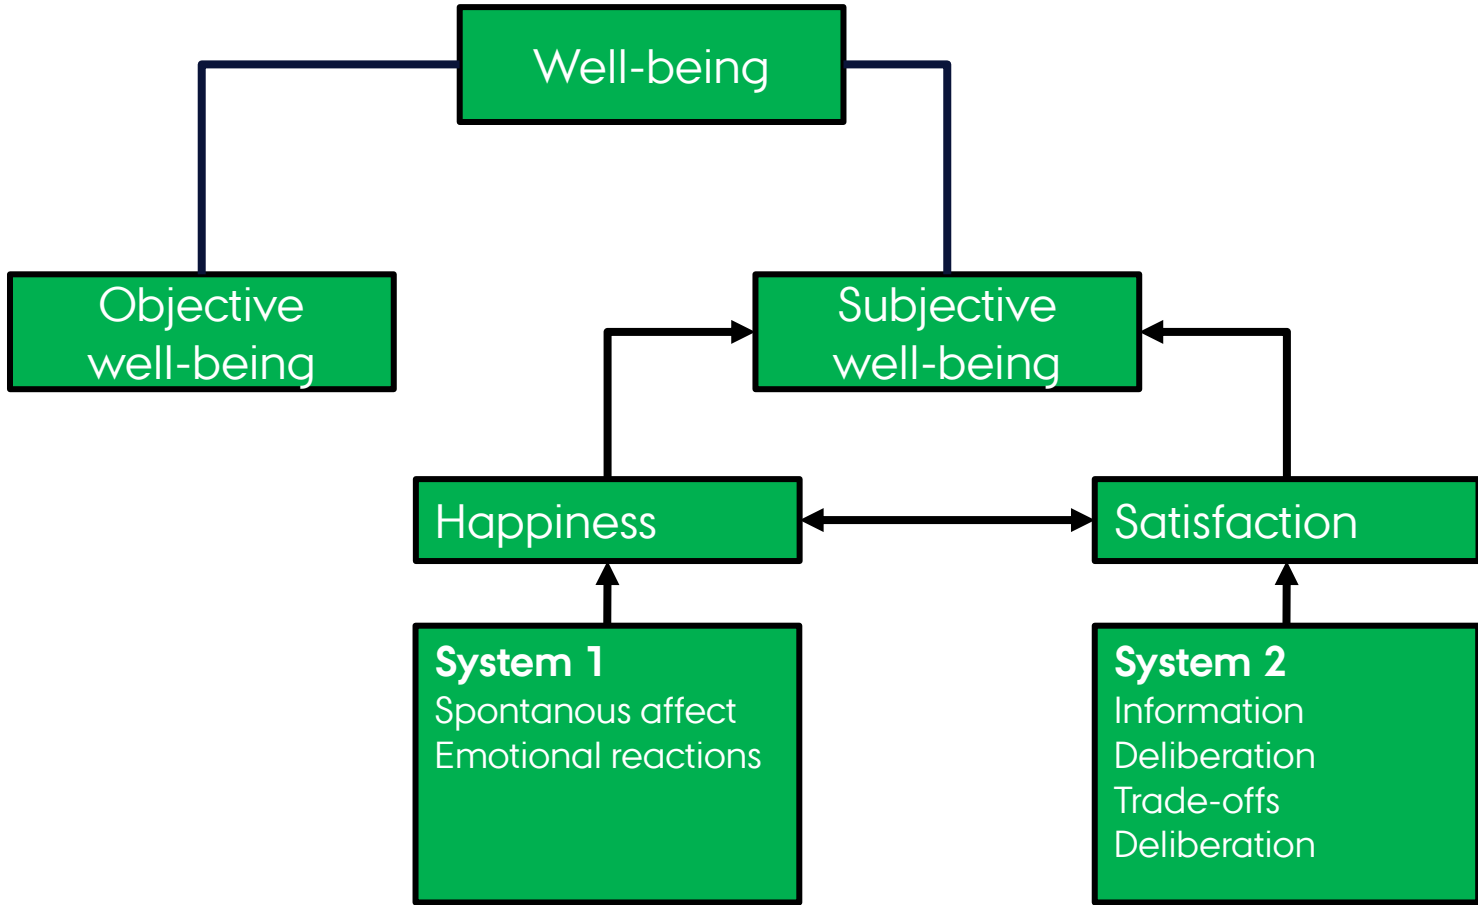 Well-being
Objective
well-being
Subjective
well-being
Happiness
Satisfaction
System 1
Spontanous affect
Emotional reactions
System 2
Information
Deliberation
Trade-offs
Deliberation